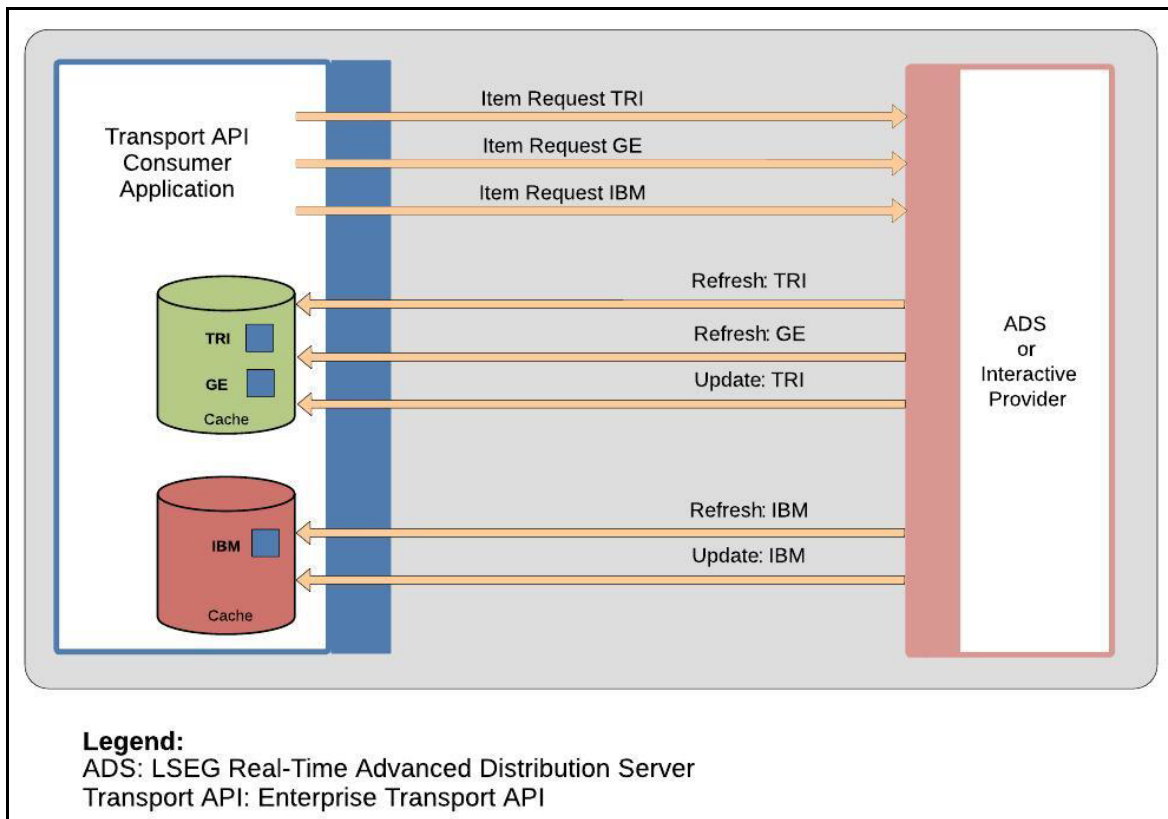 Item Request TRI
Transport API
Consumer
Application
Item Request GE
Item Request IBM
Refresh: TRI
TRI
Refresh: GE
GE
Update: TRI
Cache
ADS
or
Interactive
Provider
Refresh: IBM
IBM
Update: IBM
Cache
Legend:
ADS: LSEG Real-Time Advanced Distribution Server
Transport API: Enterprise Transport API